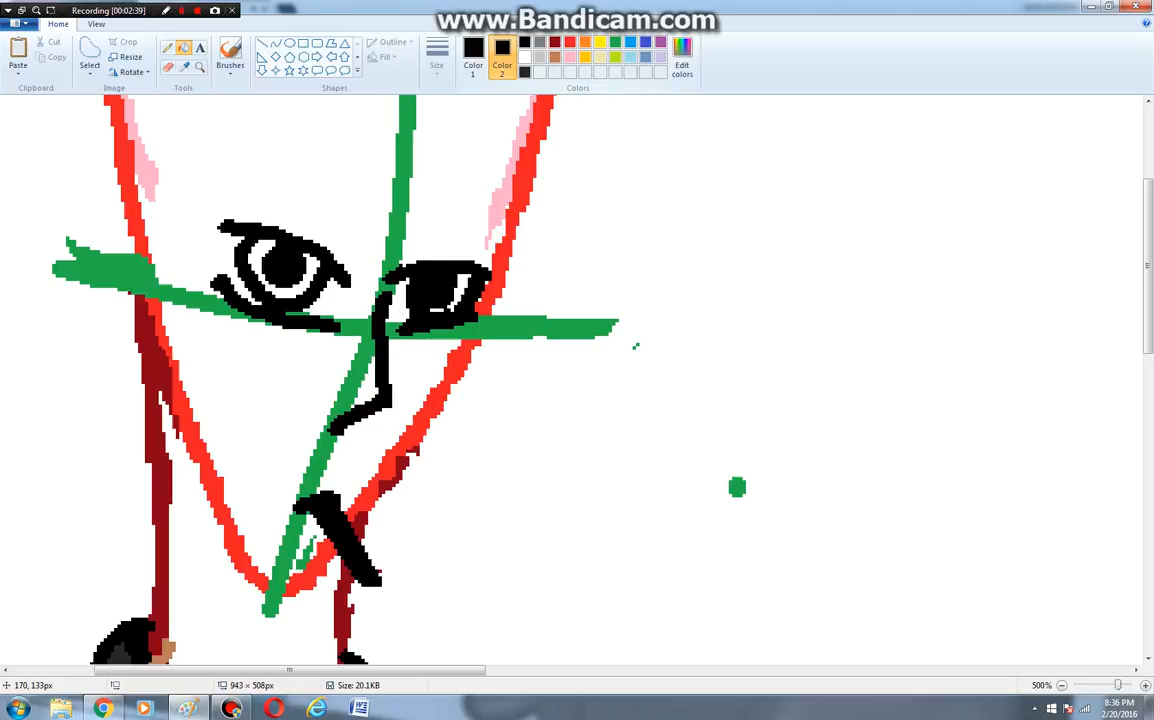 Recording [00:02:39]
www.Bandicam.com
Home
View
Paste
Cut
Copy
Clipboard
Select
Crop
Resize
Rotate
Image
A
Tools
Brushes
Shapes
Outline
Fill
Size
Color 1
Color 2
Edit colors
Colors
170, 133px
943 × 508px
Size: 20.1KB
500%
8:36 PM
2/20/2016